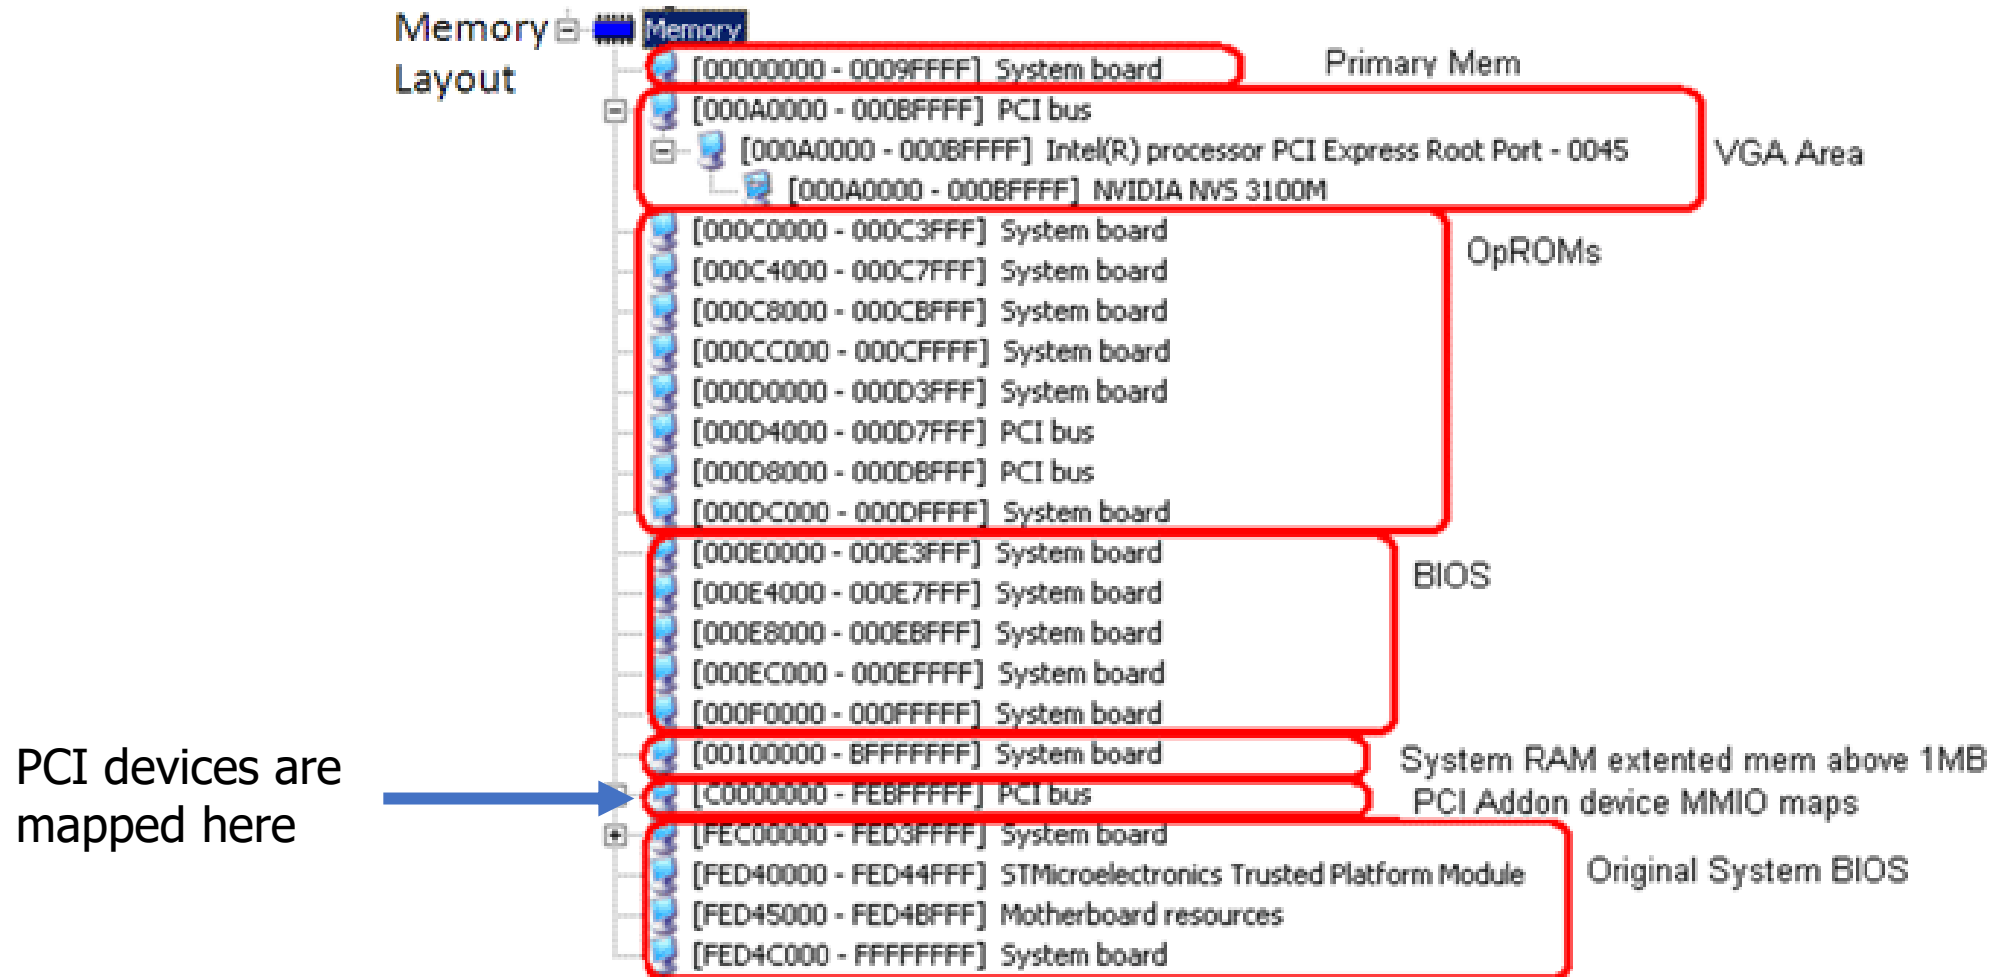 Memory Layout
Memory
[00000000 - 0009FFFF] System board
Primary Mem
[000A0000 - 000BFFFF] PCI bus
[000A0000 - 000BFFFF] Intel(R) processor PCI Express Root Port - 0045
VGA Area
[000A0000 - 000BFFFF] NVIDIA NVS 3100M
[000C0000 - 000C3FFF] System board
OpROMs
[000C4000 - 000C7FFF] System board
[000C8000 - 000CBFFF] System board
[000CC000 - 000CFFFF] System board
[000D0000 - 000D3FFF] System board
[000D4000 - 000D7FFF] PCI bus
[000D8000 - 000DBFFF] PCI bus
[000DC000 - 000DFFFF] System board
[000E0000 - 000E3FFF] System board
BIOS
[000E4000 - 000E7FFF] System board
[000E8000 - 000EBFFF] System board
[000EC000 - 000EFFFF] System board
[000F0000 - 000FFFFF] System board
[00100000 - BFFFFFFF] System board
System RAM extented mem above 1MB
PCI devices are
mapped here
[C0000000 - FEBFFFFF] PCI bus
PCI Addon device MMIO maps
[FEC00000 - FED3FFFF] System board
[FED40000 - FED44FFF] STMicroelectronics Trusted Platform Module
Original System BIOS
[FED45000 - FED4BFFF] Motherboard resources
[FED4C000 - FFFFFFFF] System board